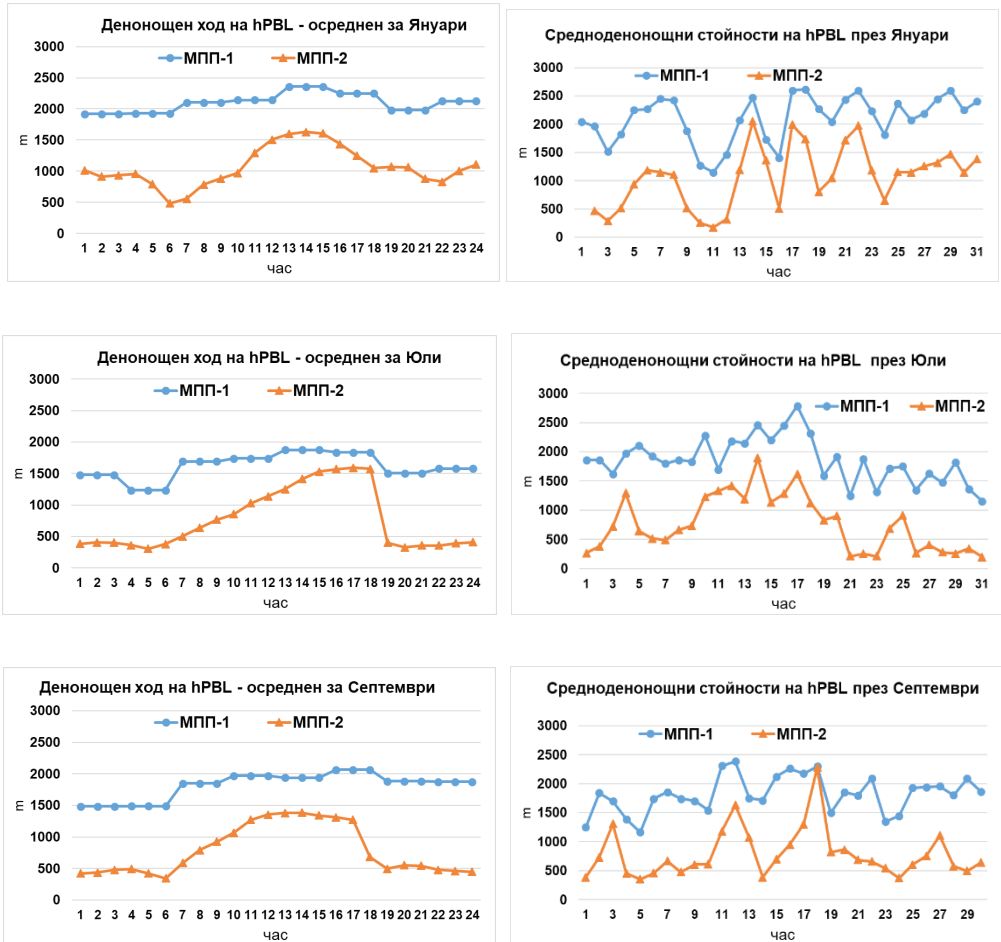 Денонощен ход на hPBL - осреднен за Януари
МПП-1 МПП-2
3000
2500
2000
1500
1000
500
0
m
1 2 3 4 5 6 7 8 9 10 11 12 13 14 15 16 17 18 19 20 21 22 23 24
час
Средноденонощни стойности на hPBL през Януари
МПП-1 МПП-2
3000
2500
2000
1500
1000
500
0
m
1 3 5 7 9 11 13 15 17 19 21 23 25 27 29 31
час
Денонощен ход на hPBL - осреднен за Юли
МПП-1 МПП-2
3000
2500
2000
1500
1000
500
0
m
1 2 3 4 5 6 7 8 9 10 11 12 13 14 15 16 17 18 19 20 21 22 23 24
час
Средноденонощни стойности на hPBL през Юли
МПП-1 МПП-2
3000
2500
2000
1500
1000
500
0
m
1 3 5 7 9 11 13 15 17 19 21 23 25 27 29 31
час
Денонощен ход на hPBL - осреднен за Септември
МПП-1 МПП-2
3000
2500
2000
1500
1000
500
0
m
1 2 3 4 5 6 7 8 9 10 11 12 13 14 15 16 17 18 19 20 21 22 23 24
час
Средноденонощни стойности на hPBL през Септември
МПП-1 МПП-2
3000
2500
2000
1500
1000
500
0
m
1 3 5 7 9 11 13 15 17 19 21 23 25 27 29
час